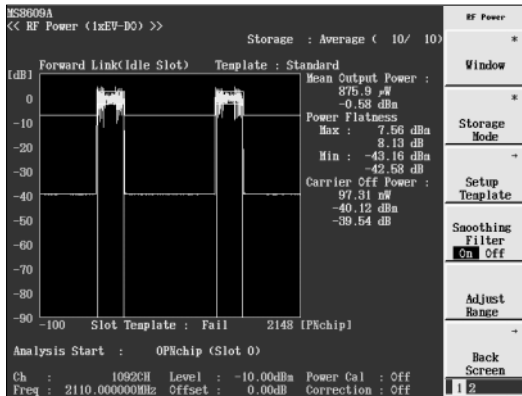 MS8609A
<< RF Power (1xEV-DO) >>
Storage : Average ( 10/ 10)
Forward Link(Idle Slot) Template : Standard
[dB]
0
-10
-20
-30
-40
-50
-60
-70
-80
-90
Mean Output Power :
875.9 µW
-0.58 dBm
Power Flatness
Max : 7.56 dBm
8.13 dB
Min : -43.16 dBm
-42.58 dB
Carrier Off Power :
97.31 nW
-40.12 dBm
-39.54 dB
-100 Slot Template : Fail 2148 [PNchip]
Analysis Start : 0PNchip (Slot 0)
Ch : 1092CH Level : -10.00dBm Power Cal : Off
Freq : 2110.000000MHz Offset : 0.00dB Correction : Off
RF Power
*
Window
*
Storage
Mode
→
Setup
Template
Smoothing
Filter
On Off
Adjust
Range
→
Back
Screen
1 2